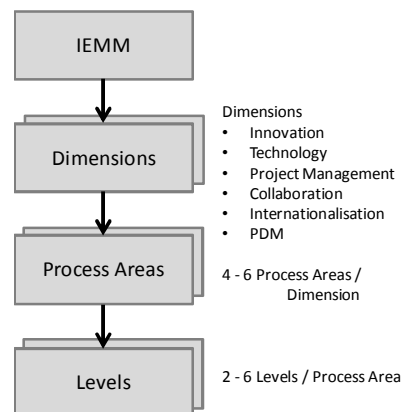 IEMM
Dimensions
Dimensions
• Innovation
• Technology
• Project Management
• Collaboration
• Internationalisation
• PDM
Process Areas
4 - 6 Process Areas /
Dimension
Levels
2 - 6 Levels / Process Area